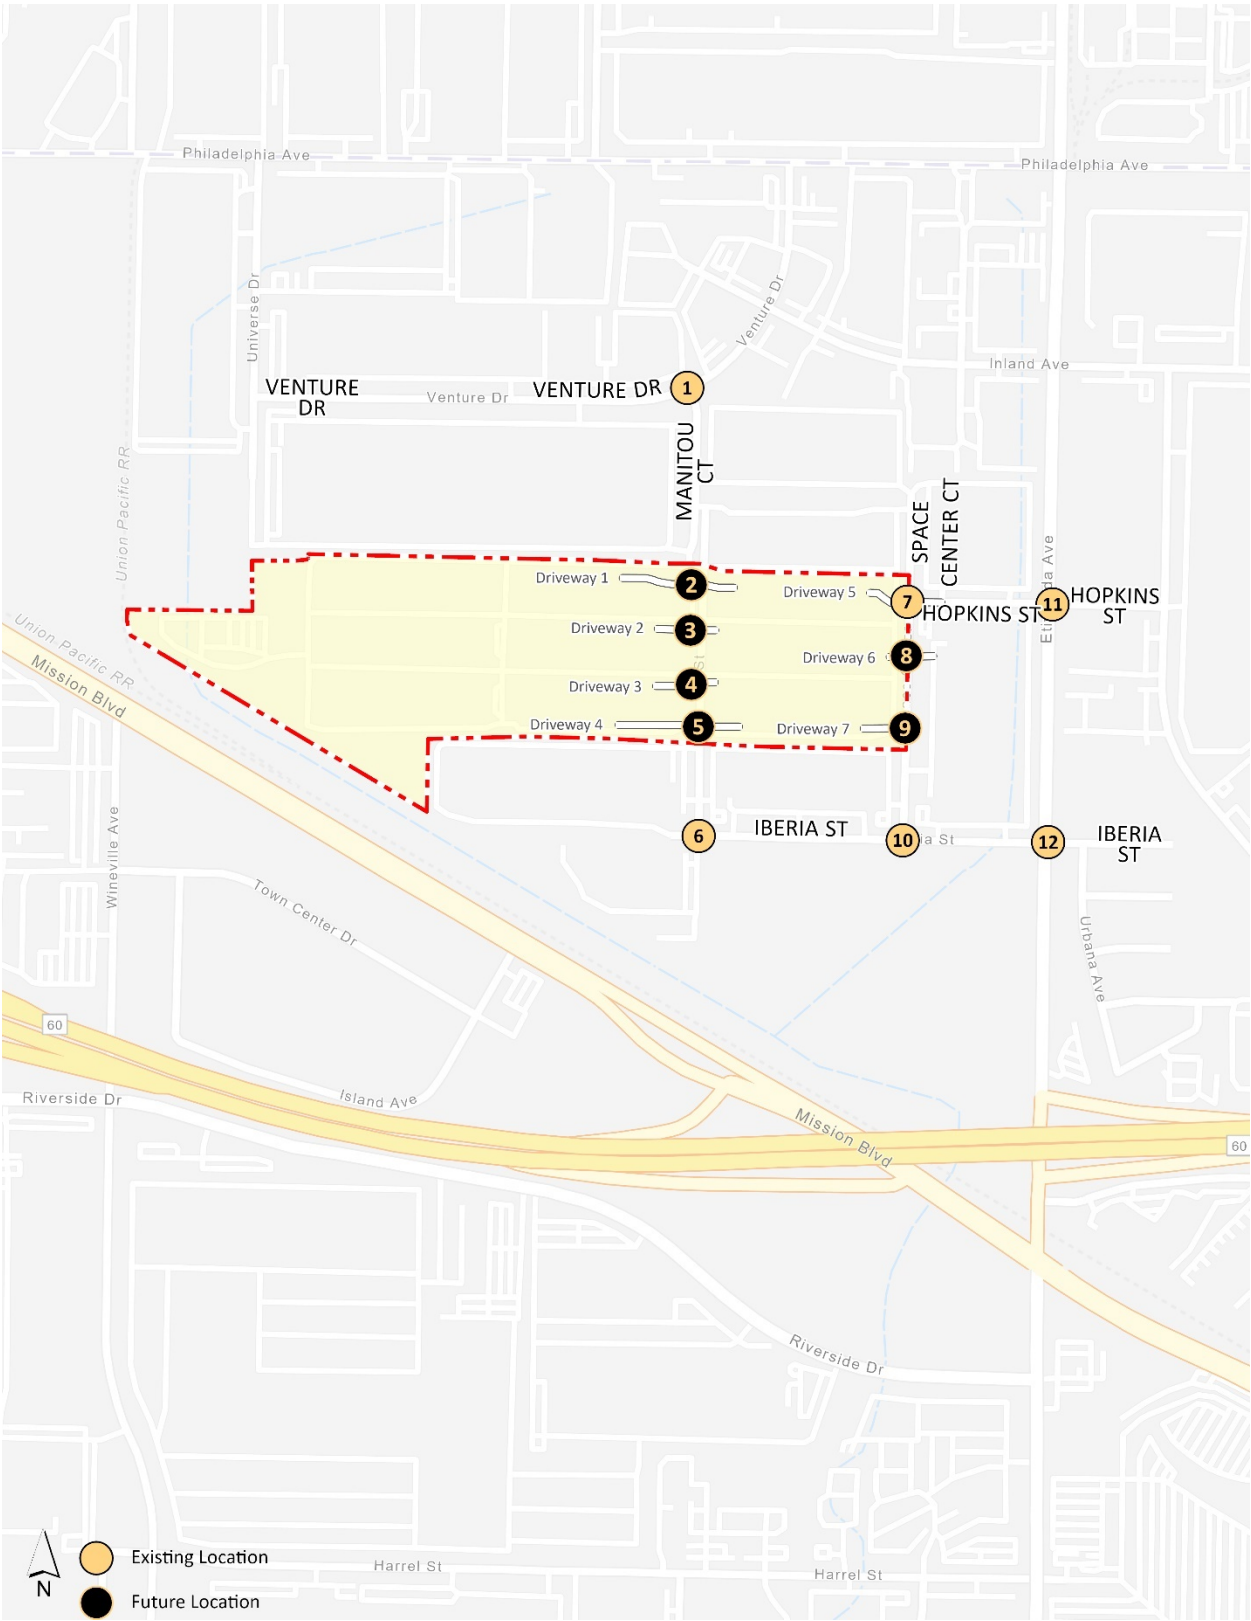 Philadelphia Ave
Philadelphia Ave
Universe Dr
Venture Dr
Inland Ave
VENTURE
DR
Venture Dr
VENTURE DR
1
MANITOU
CT
SPACE
CENTER CT
Union Pacific RR
Driveway 1
2
Driveway 5
7
HOPKINS ST
11
HOPKINS
ST
Driveway 2
3
Driveway 6
8
Union Pacific RR
Mission Blvd
Driveway 3
4
Driveway 4
5
Driveway 7
9
6
IBERIA ST
10
ia St
12
IBERIA
ST
Wineville Ave
Town Center Dr
Urbana Ave
60
Riverside Dr
Island Ave
Mission Blvd
60
Riverside Dr
N
Existing Location
Future Location
Harrel St
Harrel St